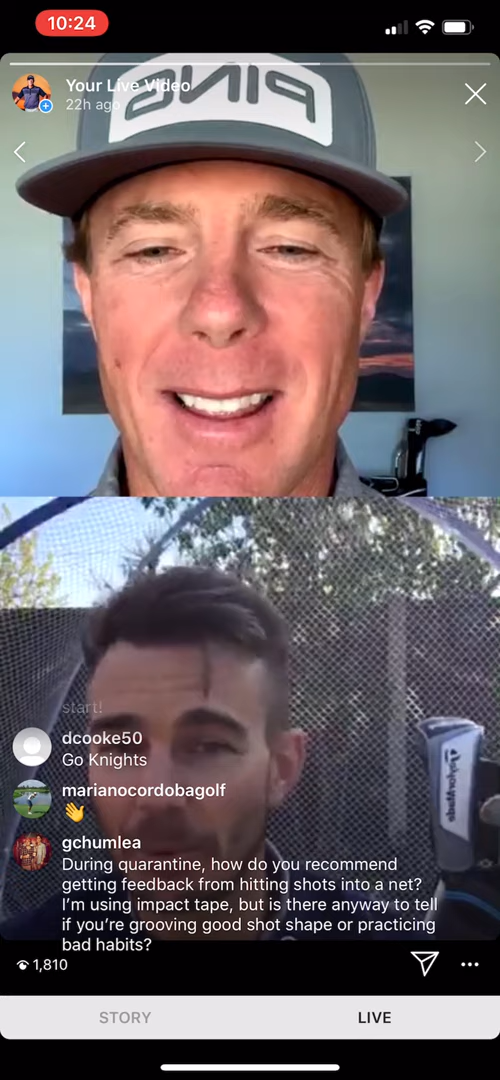 10:24
PING
Your Live Video
22h ago
start!
dcooke50
Go Knights
marianocordobagolf
👋
gchumlea
During quarantine, how do you recommend
getting feedback from hitting shots into a net?
I’m using impact tape, but is there anyway to tell
if you’re grooving good shot shape or practicing
bad habits?
TaylorMade
1,810
STORY
LIVE